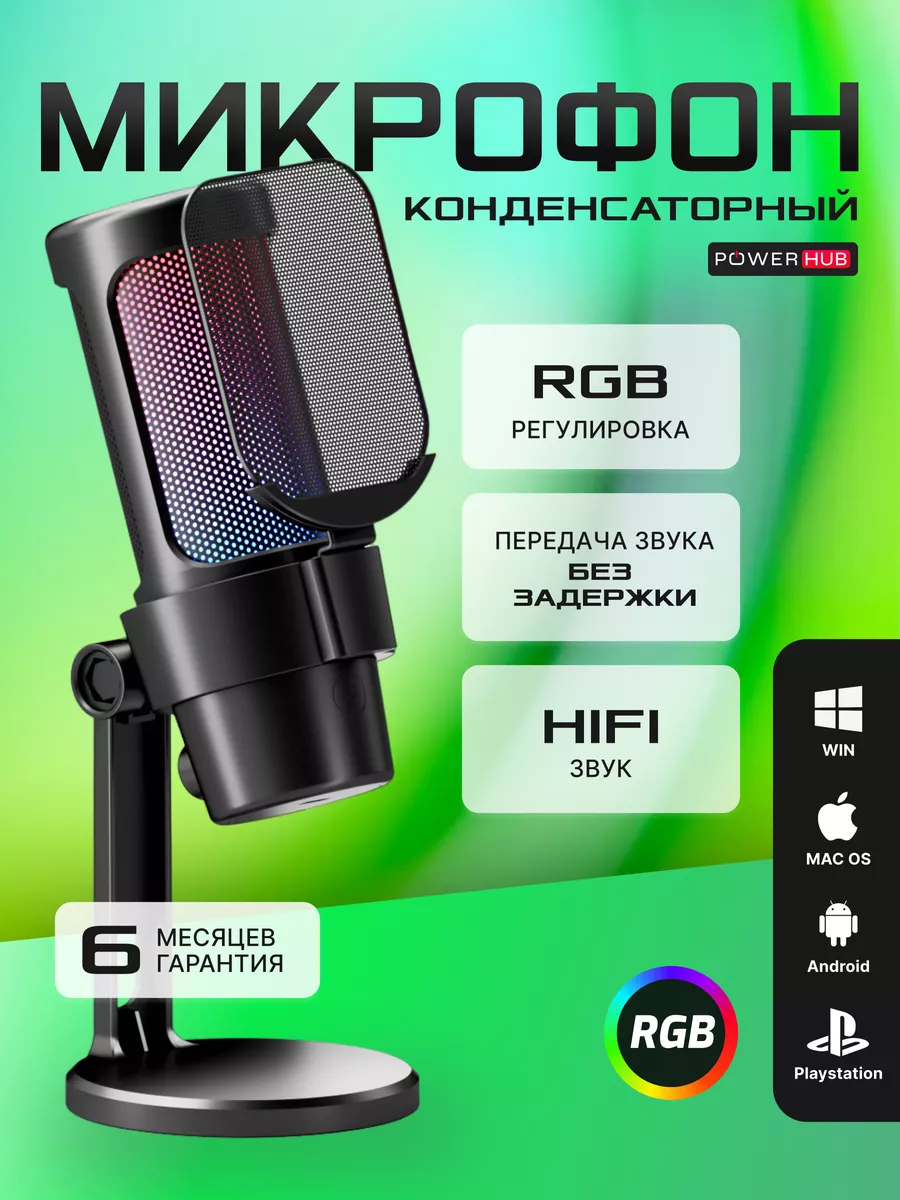 МИКРОФОН
КОНДЕНСАТОРНЫЙ
POWER HUB
RGB
РЕГУЛИРОВКА
ПЕРЕДАЧА ЗВУКА
БЕЗ
ЗАДЕРЖКИ
HIFI
ЗВУК
WIN
MAC OS
Android
Playstation
6 МЕСЯЦЕВ
ГАРАНТИЯ
RGB